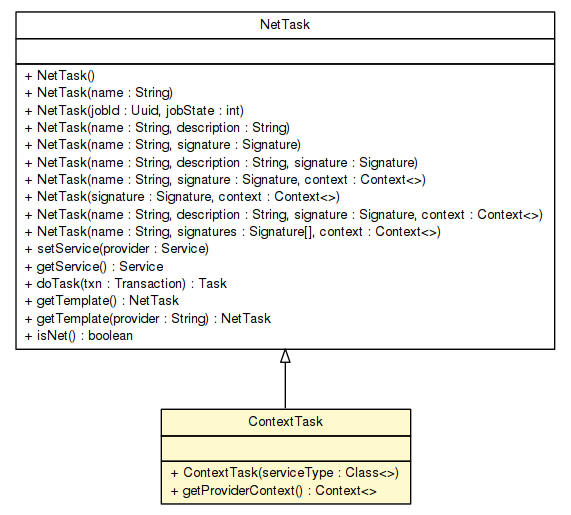 NetTask
+ NetTask()
+ NetTask(name : String)
+ NetTask(jobId : Uuid, jobState : int)
+ NetTask(name : String, description : String)
+ NetTask(name : String, signature : Signature)
+ NetTask(name : String, description : String, signature : Signature)
+ NetTask(name : String, signature : Signature, context : Context<>)
+ NetTask(signature : Signature, context : Context<>)
+ NetTask(name : String, description : String, signature : Signature, context : Context<>)
+ NetTask(name : String, signatures : Signature[], context : Context<>)
+ setService(provider : Service)
+ getService() : Service
+ doTask(txn : Transaction) : Task
+ getTemplate() : NetTask
+ getTemplate(provider : String) : NetTask
+ isNet() : boolean
ContextTask
+ ContextTask(serviceType : Class<>)
+ getProviderContext() : Context<>